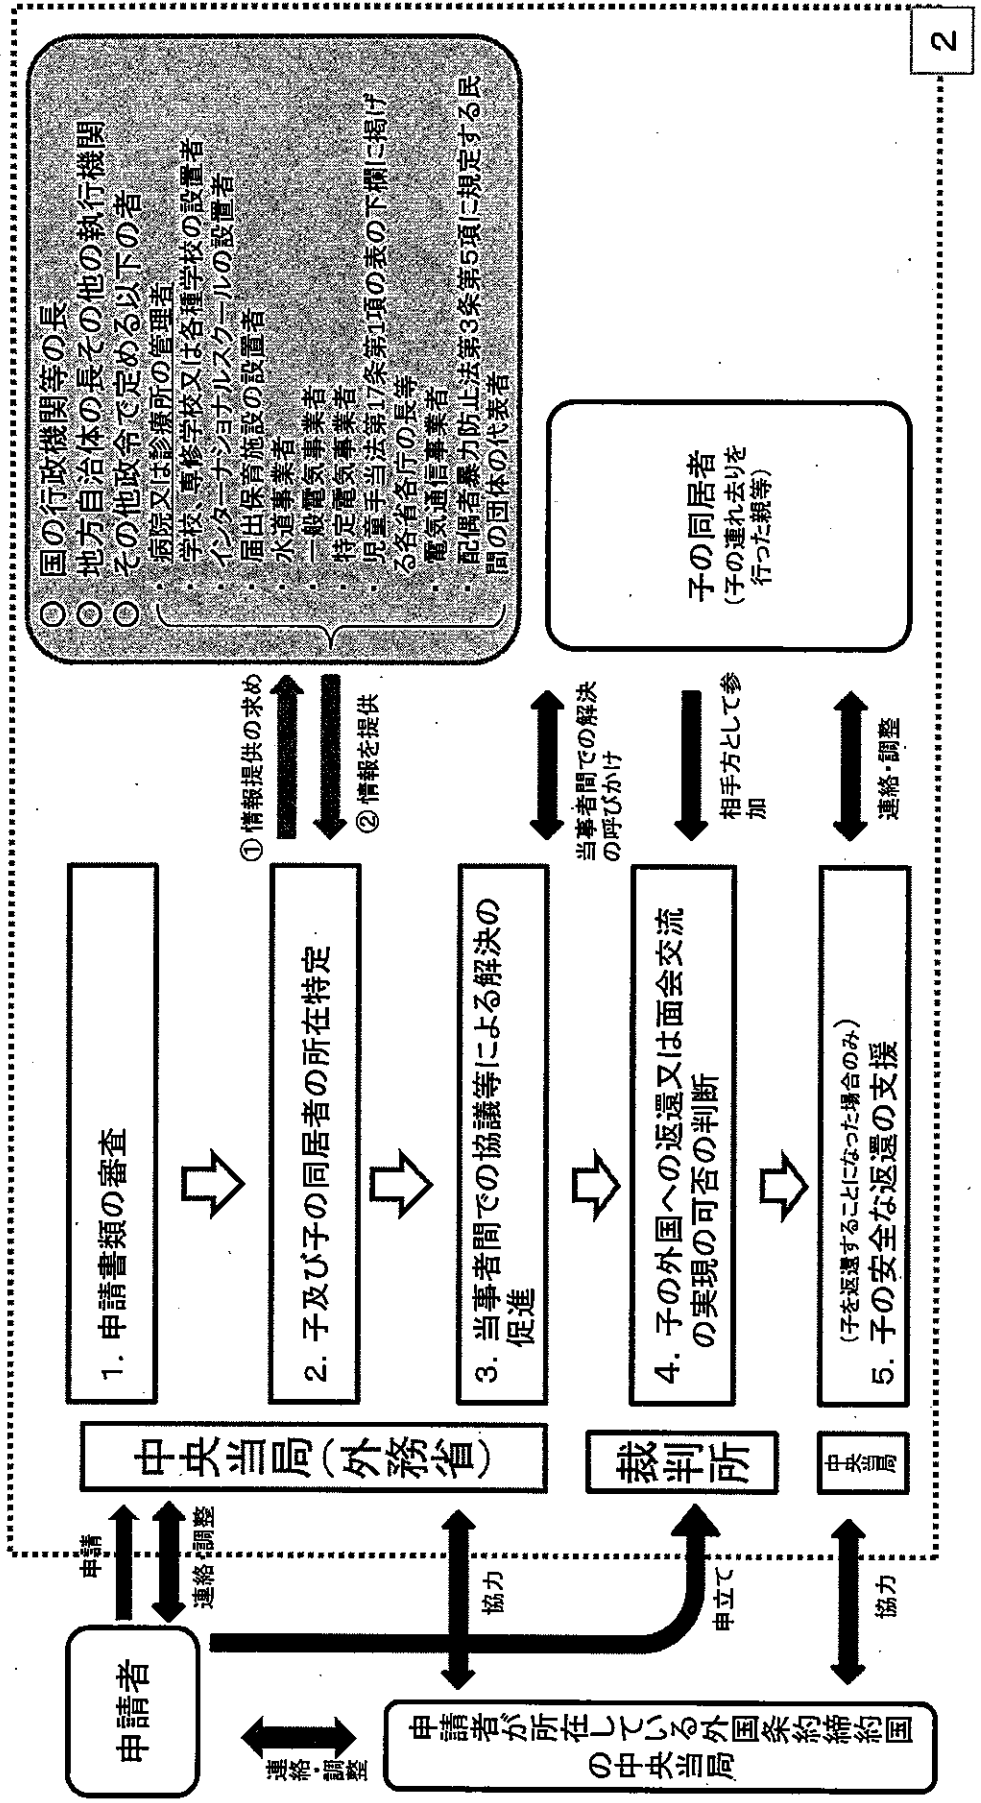 申請者
申請
連絡・調整
連絡・調整
申請者が所在している外国条約締約国
の中央当局
協力
申立て
協力
中央当局(外務省)
裁判所
中央当局
1. 申請書類の審査
2. 子及び子の同居者の所在特定
3. 当事者間での協議等による解決の
促進
4. 子の外国への返還又は面会交流
の実現の可否の判断
(子を返還することになった場合のみ)
5. 子の安全な返還の支援
①情報提供の求め
②情報を提供
当事者間での解決
の呼びかけ
相手方として参
加
連絡・調整
◎ 国の行政機関等の長
◎ 地方自治体の長その他の執行機関
◎ その他政令で定める以下の者
・ 病院又は診療所の管理者
・ 学校、専修学校又は各種学校の設置者
・ インターナショナルスクールの設置者
・ 届出保育施設の設置者
・ 水道事業者
・ 一般電気事業者
・ 特定電気事業者
・ 児童手当法第17条第1項の表の下欄に掲げ
る各省各庁の長等
・ 電気通信事業者
・ 配偶者暴力防止法第3条第5項に規定する民
間の団体の代表者
子の同居者
(子の連れ去りを
行った親等)
2